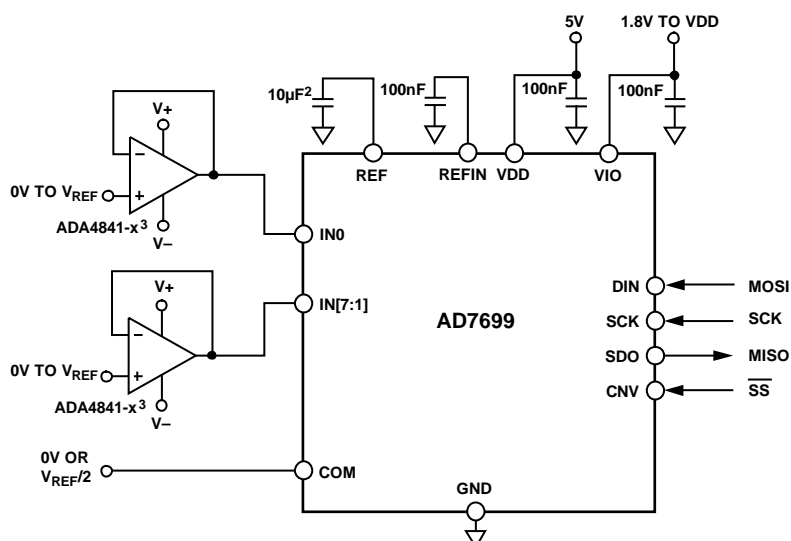 5V
1.8V TO VDD
10µF²
100nF
100nF
100nF
V+
REF
REFIN
VDD
VIO
−
+
0V TO VREF
ADA4841-x³
V−
IN0
V+
IN[7:1]
−
+
0V TO VREF
ADA4841-x³
V−
AD7699
DIN
MOSI
SCK
SCK
SDO
MISO
CNV
SS
0V OR
VREF/2
COM
GND